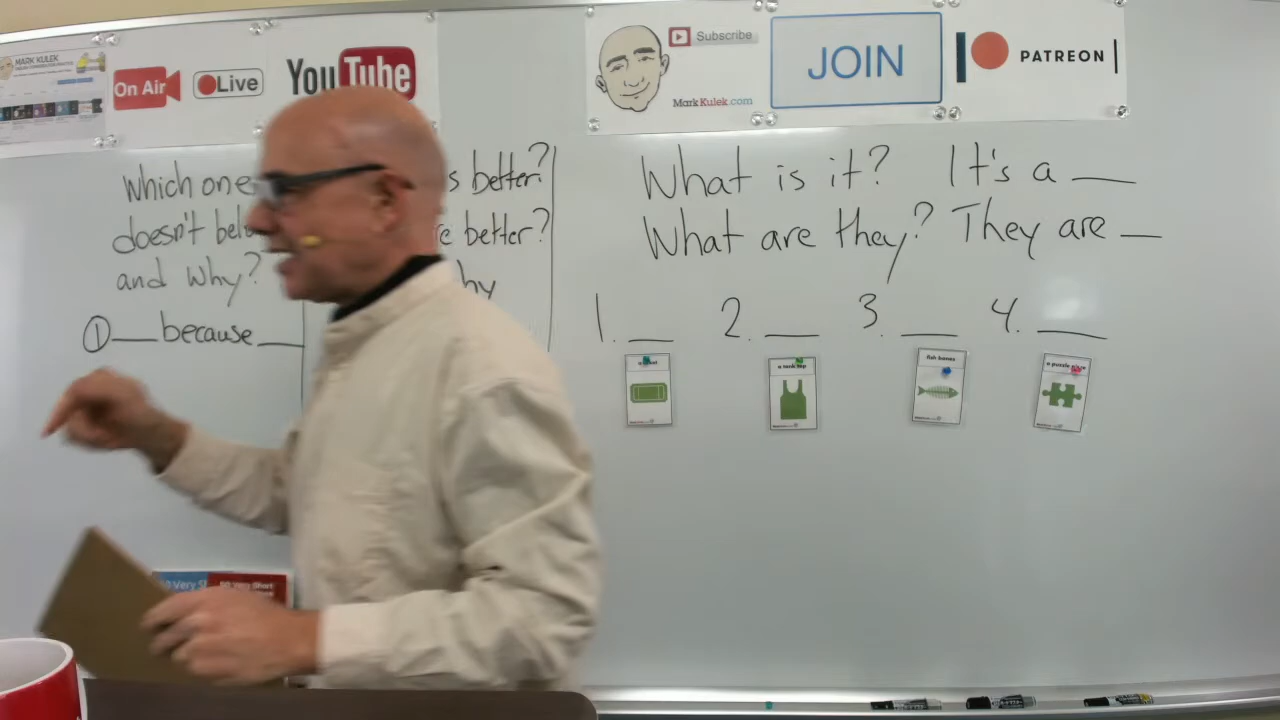 MARK KULEK
On Air
Live
YouTube
Subscribe
MarkKulek.com
JOIN
PATREON
which one
doesn't
and why?
① __ because __
s better?
e better?
hy
What is it? It's a __
What are they? They are __
1. __ 2. __ 3. __ 4. __
a tank top
fish bones
a puzzle piece
Very Short